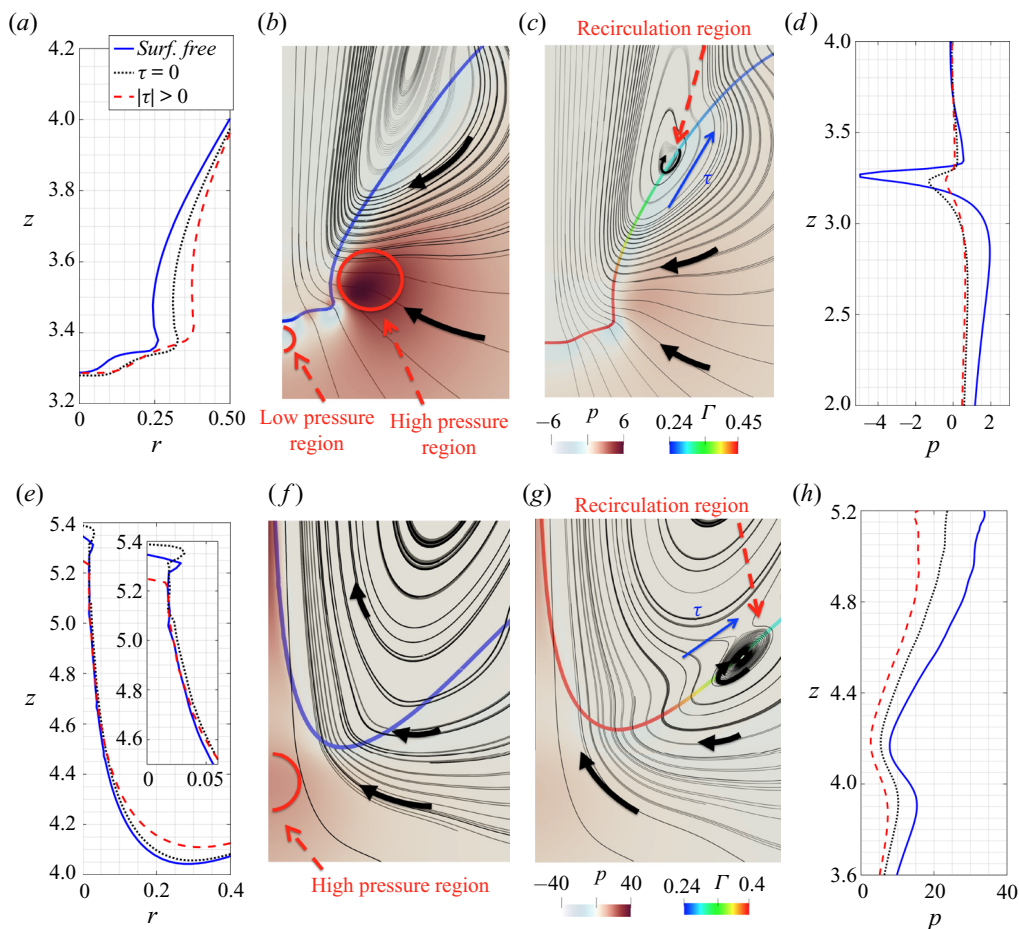 (a)
(b)
(c)
Recirculation region
(d)
Surf. free
τ = 0
|τ| > 0
4.2
4.0
3.8
3.6
3.4
3.2
z
0
0.25
0.50
r
Low pressure
region
High pressure
region
−6 p 6
τ
0.24 Γ 0.45
4.0
3.5
3.0
2.5
2.0
z
−4 −2 0 2
p
(e)
(f)
(g)
Recirculation region
(h)
5.4
5.2
5.0
4.8
4.6
4.4
4.2
4.0
z
5.4
5.2
5.0
4.8
4.6
0 0.05
0 0.2 0.4
r
High pressure region
τ
−40 p 40
0.24 Γ 0.4
5.2
4.8
4.4
4.0
3.6
z
0 20 40
p